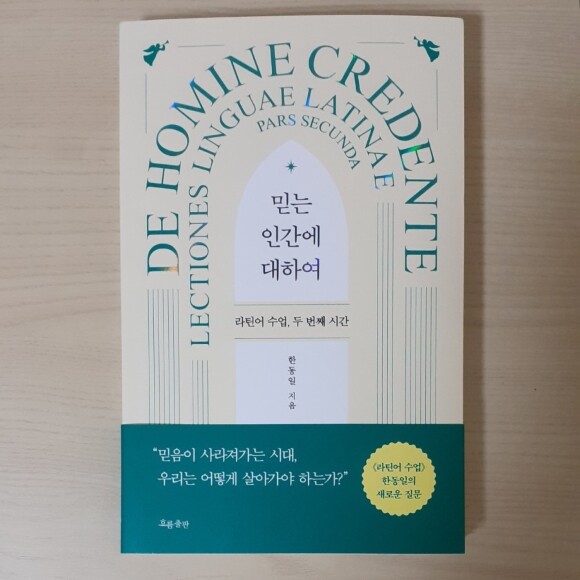 DE HOMINE CREDENTE
LECTIONES LINGUAE LATINAE
PARS SECUNDA
믿는
인간에
대하여
라틴어 수업, 두 번째 시간
한동일 지음
“믿음이 사라져가는 시대,
우리는 어떻게 살아가야 하는가?”
《라틴어 수업》
한동일의
새로운 질문
흐름출판